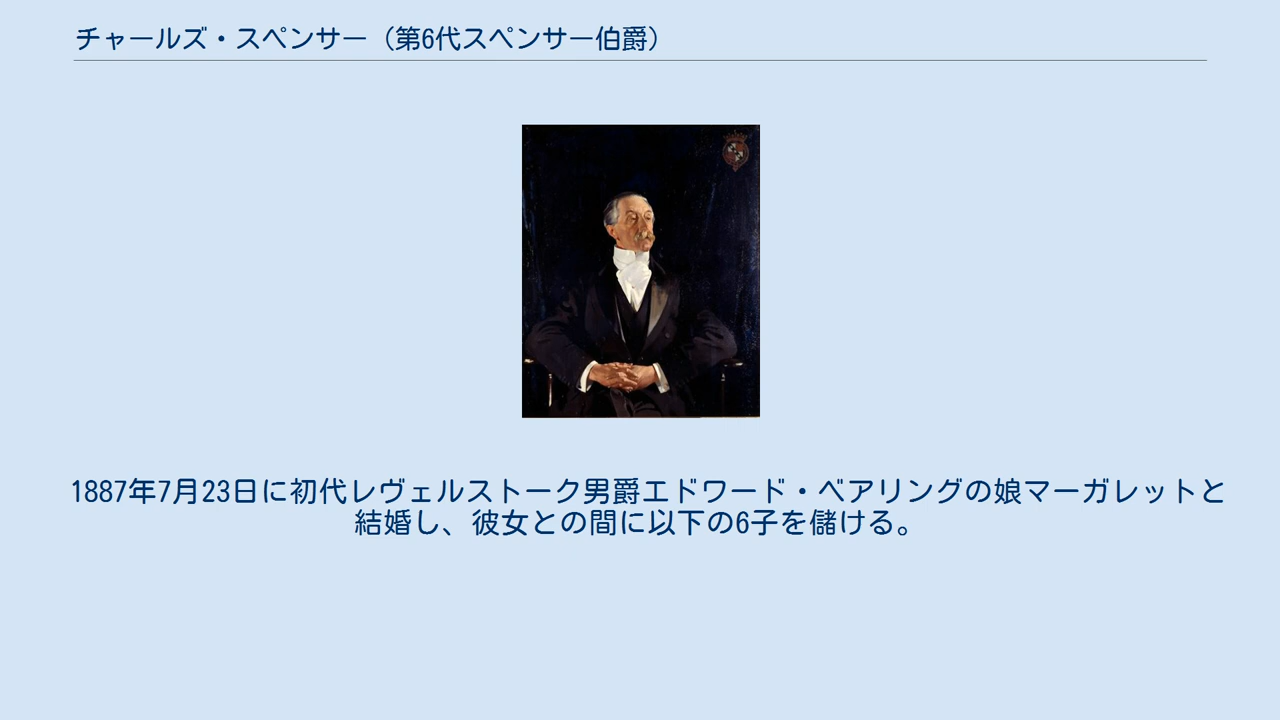 チャールズ・スペンサー（第6代スペンサー伯爵）
1887年7月23日に初代レヴェルストーク男爵エドワード・ベアリングの娘マーガレットと
結婚し、彼女との間に以下の6子を儲ける。